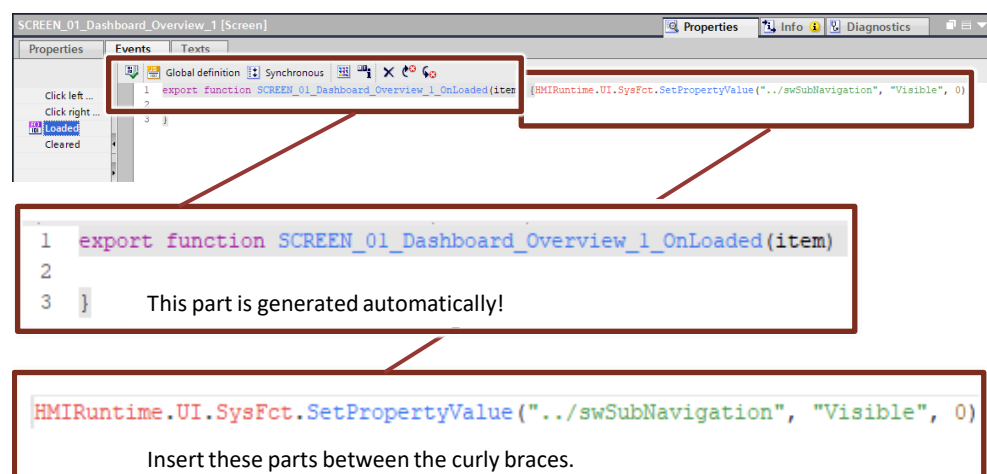 SCREEN_01_Dashboard_Overview_1 [Screen]
Properties Info Diagnostics
Properties Events Texts
Global definition Synchronous
Click left ...
Click right ...
Loaded
Cleared
1 export function SCREEN_01_Dashboard_Overview_1_OnLoaded(item {HMIRuntime.UI.SysFct.SetPropertyValue("../swSubNavigation", "Visible", 0)
2
3 }
1 export function SCREEN_01_Dashboard_Overview_1_OnLoaded(item)
2
3 } This part is generated automatically!
HMIRuntime.UI.SysFct.SetPropertyValue("../swSubNavigation", "Visible", 0)
Insert these parts between the curly braces.